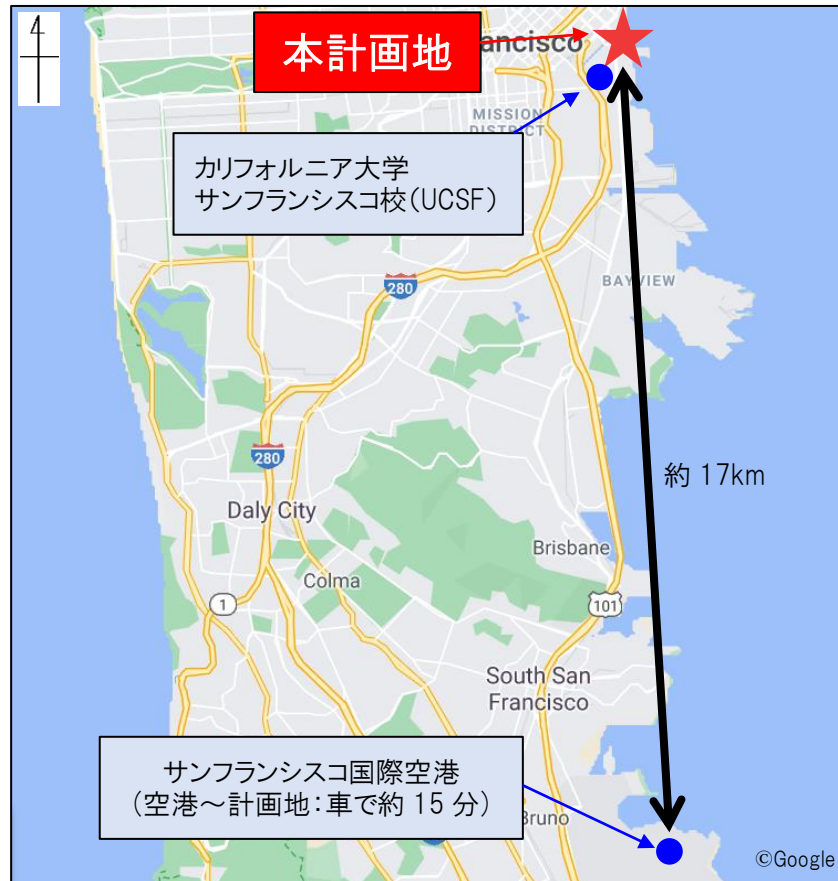 4
本計画地
ancisco
MISSION
DISTRICT
カリフォルニア大学
サンフランシスコ校(UCSF)
280
BAYVIEW
280
約 17km
Daly City
Brisbane
Colma
1
101
South San
Francisco
サンフランシスコ国際空港
(空港～計画地:車で約 15 分)
Bruno
©Google